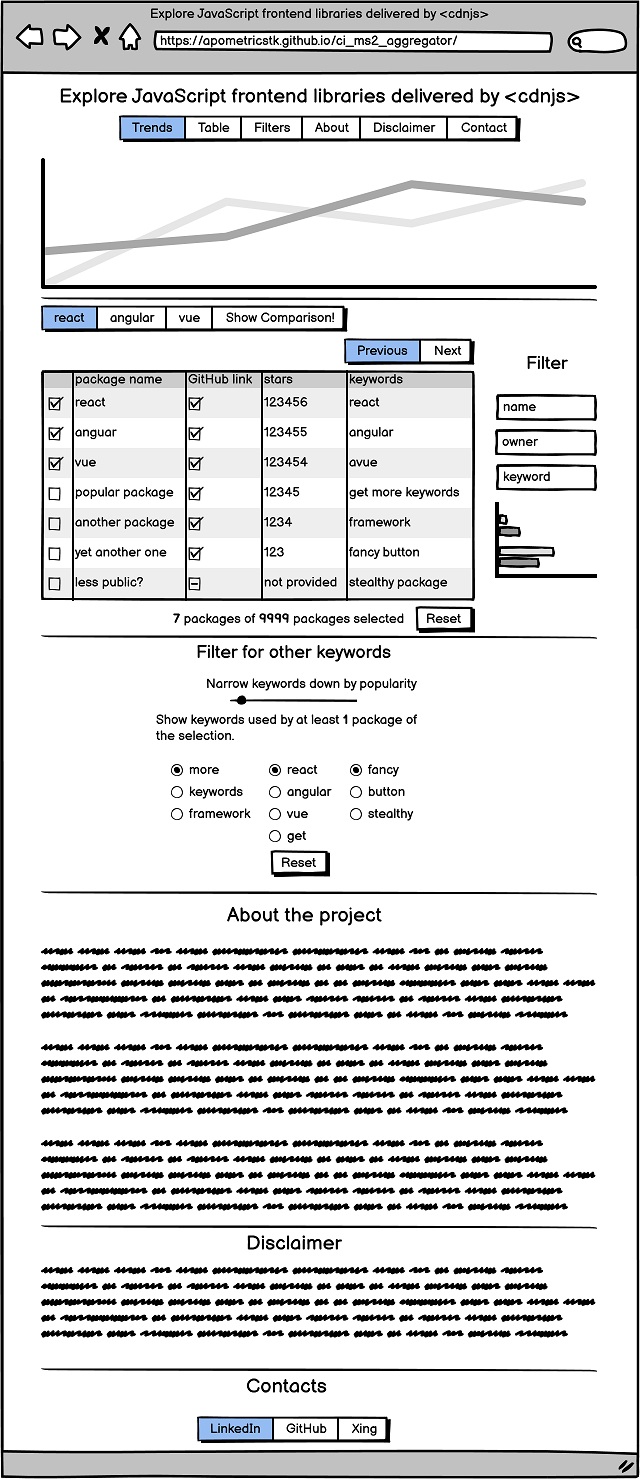 Explore JavaScript frontend libraries delivered by <cdnjs>
https://apometricstk.github.io/ci_ms2_aggregator/
Explore JavaScript frontend libraries delivered by <cdnjs>
Trends Table Filters About Disclaimer Contact
react angular vue Show Comparison!
Previous Next
Filter
package name GitHub link stars keywords
react 123456 react
name
anguar 123455 angular
owner
vue 123454 avue
keyword
popular package 12345 get more keywords
another package 1234 framework
yet another one 123 fancy button
less public? not provided stealthy package
7 packages of 9999 packages selected Reset
Filter for other keywords
Narrow keywords down by popularity
Show keywords used by at least 1 package of
the selection.
more react fancy
keywords angular button
framework vue stealthy
get
Reset
About the project
Disclaimer
Contacts
LinkedIn GitHub Xing